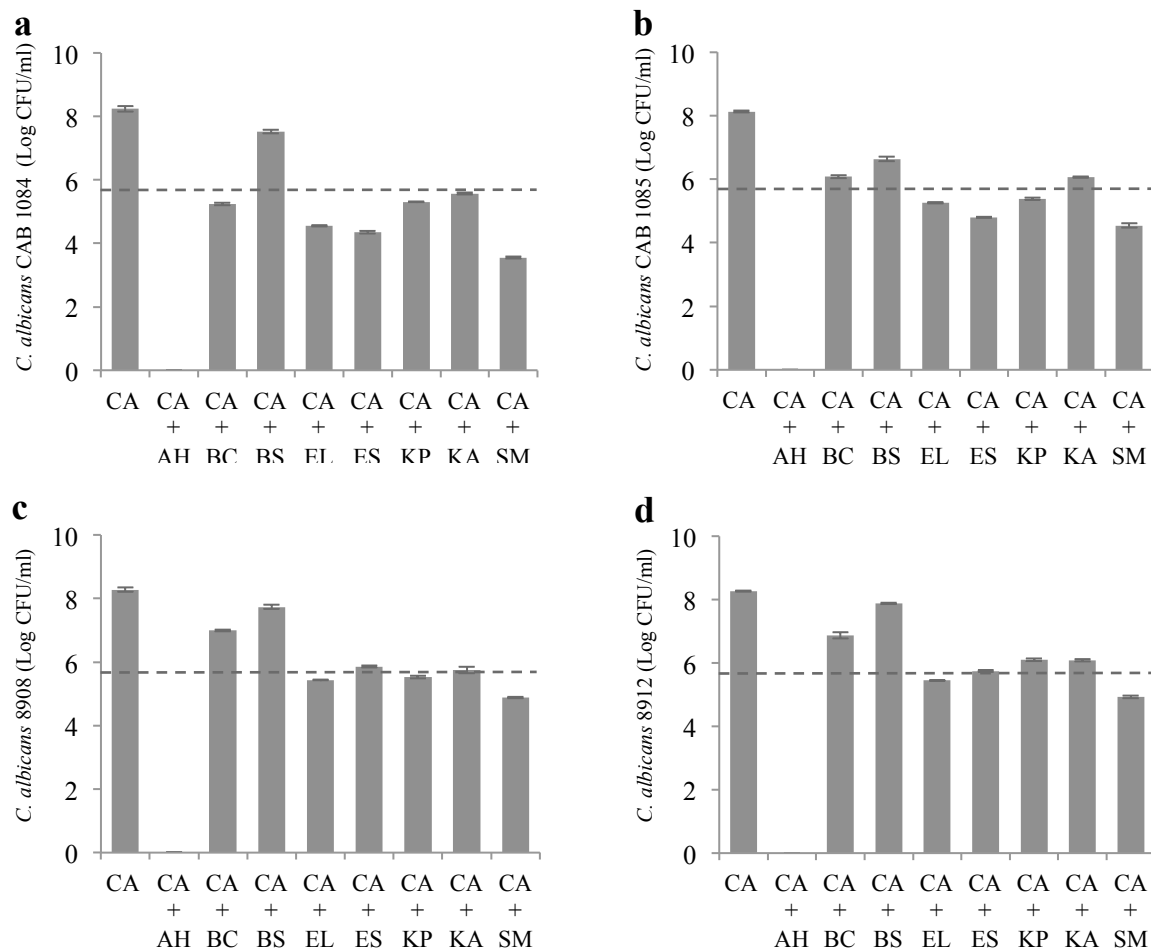 a
C. albicans CAB 1084 (Log CFU/ml)
10
8
6
4
2
0
CA CA CA CA CA CA CA CA CA
+ + + + + + + +
AH BC BS EL ES KP KA SM
b
C. albicans CAB 1085 (Log CFU/ml)
10
8
6
4
2
0
CA CA CA CA CA CA CA CA CA
+ + + + + + + +
AH BC BS EL ES KP KA SM
c
C. albicans 8908 (Log CFU/ml)
10
8
6
4
2
0
CA CA CA CA CA CA CA CA CA
+ + + + + + + +
AH BC BS EL ES KP KA SM
d
C. albicans 8912 (Log CFU/ml)
10
8
6
4
2
0
CA CA CA CA CA CA CA CA CA
+ + + + + + + +
AH BC BS EL ES KP KA SM